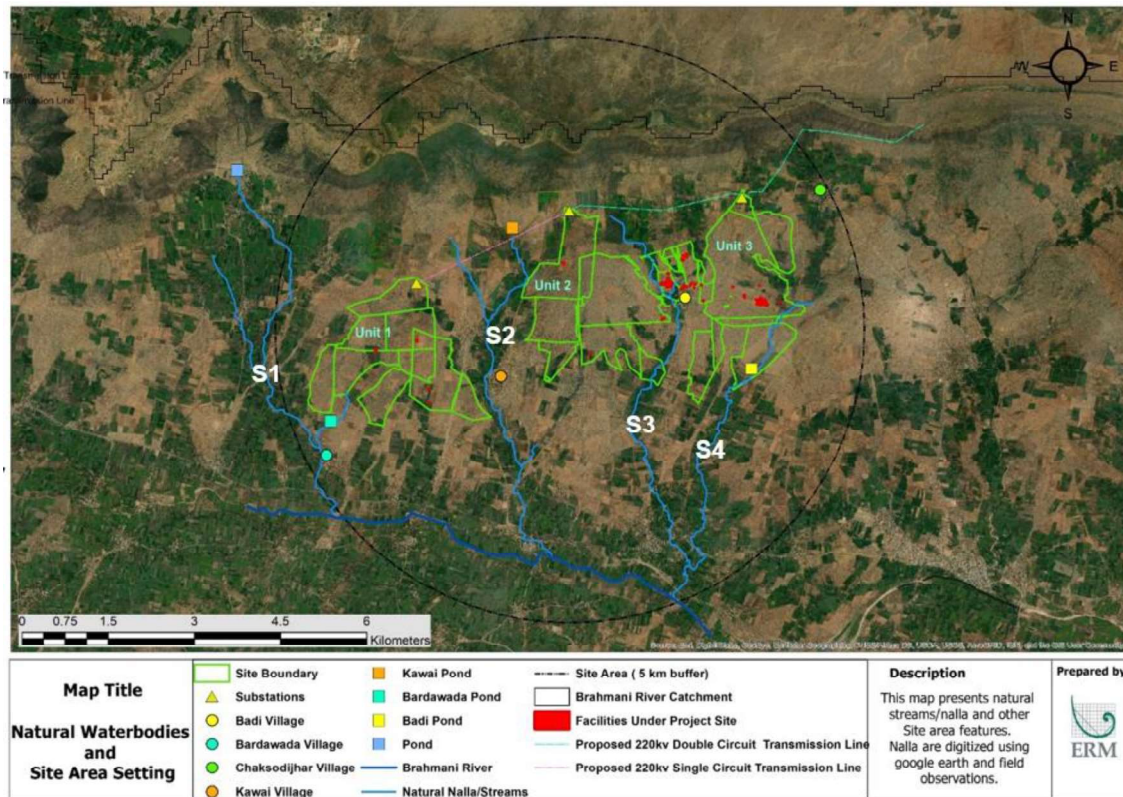 N
W
E
S
Transmission Line
Unit 3
Unit 2
Unit 1
S2
S1
S3
S4
0 0.75 1.5 3 4.5 6
Kilometers
Map Title
Natural Waterbodies
and
Site Area Setting
Site Boundary
Substations
Badi Village
Bardawada Village
Chaksodijhar Village
Kawai Village
Kawai Pond
Bardawada Pond
Badi Pond
Pond
Brahmani River
Natural Nalla/Streams
Site Area ( 5 km buffer)
Brahmani River Catchment
Facilities Under Project Site
Proposed 220kv Double Circuit Transmission Line
Proposed 220kv Single Circuit Transmission Line
Description
This map presents natural
streams/nalla and other
Site area features.
Nalla are digitized using
google earth and field
observations.
Prepared by
ERM